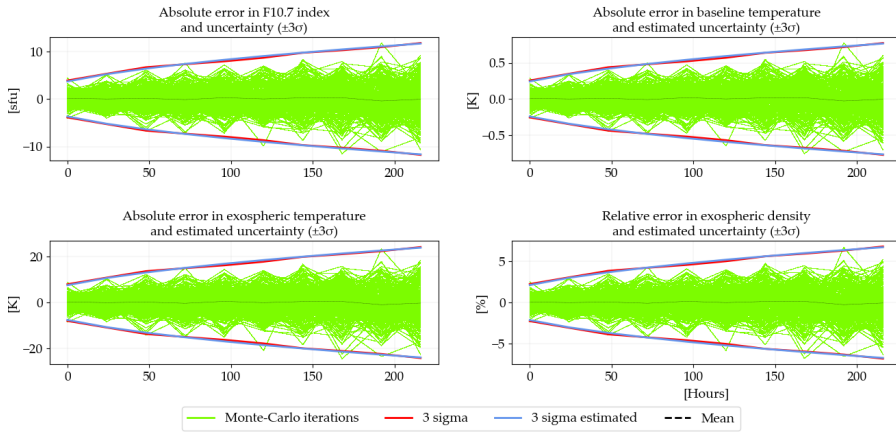 Absolute error in F10.7 index
and uncertainty (±3σ)
[sfu]
10
0
−10
0
50
100
150
200
Absolute error in baseline temperature
and estimated uncertainty (±3σ)
[K]
0.5
0.0
−0.5
0
50
100
150
200
Absolute error in exospheric temperature
and estimated uncertainty (±3σ)
[K]
20
0
−20
0
50
100
150
200
Relative error in exospheric density
and estimated uncertainty (±3σ)
[%]
5
0
−5
0
50
100
150
200
[Hours]
Monte-Carlo iterations
3 sigma
3 sigma estimated
Mean